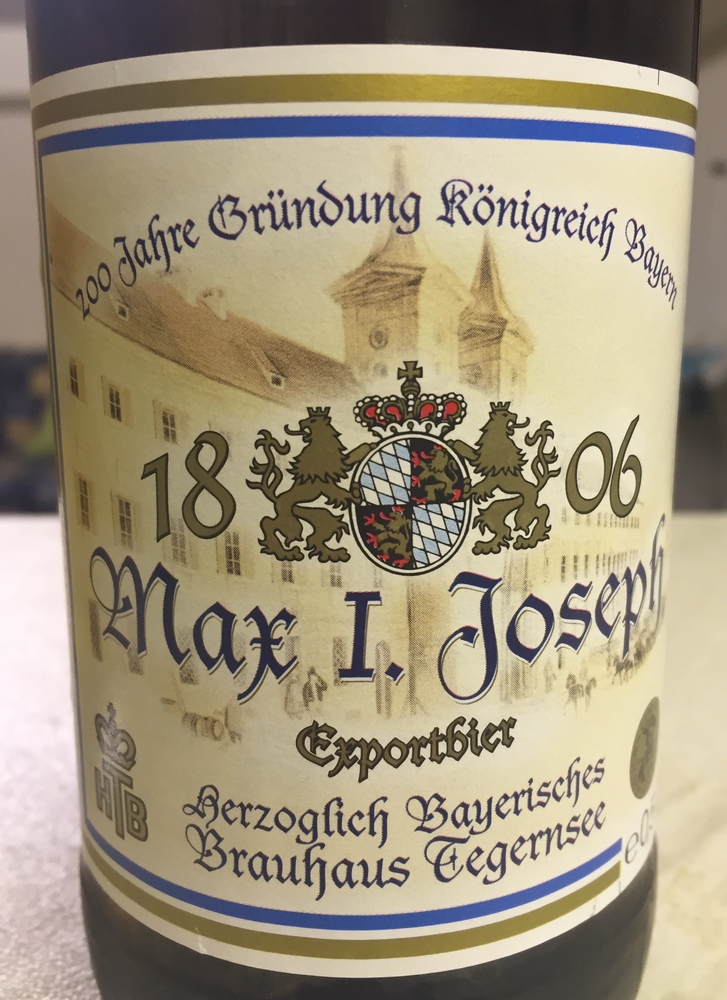 200 Jahre Gründung Königreich Bayern
18 06
Max I. Joseph
Exportbier
HTB
Herzoglich Bayerisches
Brauhaus Tegernsee